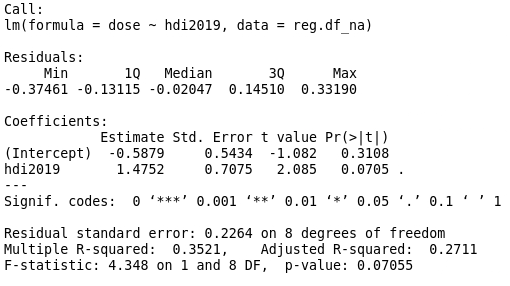 Call:
lm(formula = dose ~ hdi2019, data = reg.df_na)
Residuals:
     Min       1Q   Median       3Q      Max
-0.37461 -0.13115 -0.02047  0.14510  0.33190
Coefficients:
            Estimate Std. Error t value Pr(>|t|)
(Intercept)  -0.5879     0.5434  -1.082   0.3108
hdi2019       1.4752     0.7075   2.085   0.0705 .
---
Signif. codes:  0 ‘***’ 0.001 ‘**’ 0.01 ‘*’ 0.05 ‘.’ 0.1 ‘ ’ 1
Residual standard error: 0.2264 on 8 degrees of freedom
Multiple R-squared:  0.3521,    Adjusted R-squared:  0.2711
F-statistic: 4.348 on 1 and 8 DF,  p-value: 0.07055